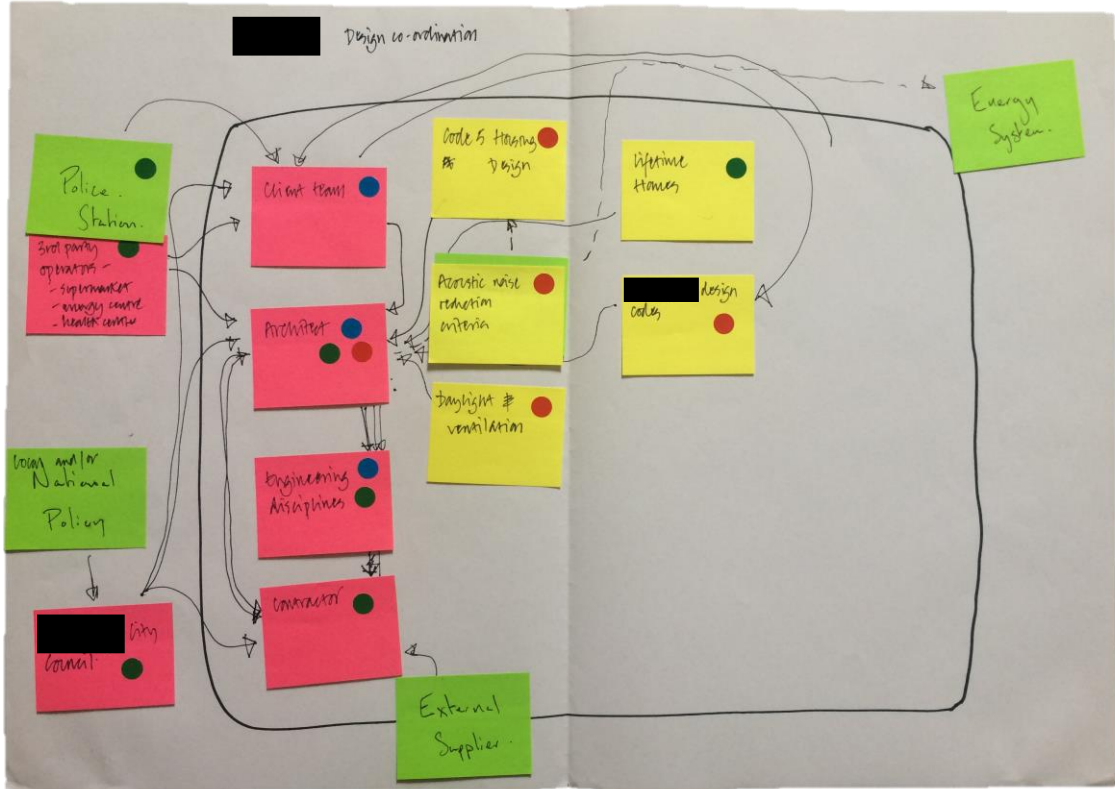 Design co-ordination
Energy
System.
Police.
Station.
3rd party
operators -
- supermarket
- energy centre
- health centre
Client team
Code 5 Housing
Design
Lifetime
Homes
Acoustic noise
reduction
criteria
design
codes
Architect
Daylight &
ventilation
Engineering
disciplines
and/or
National
Policy
Contractor
City
Council.
External
Supplier.